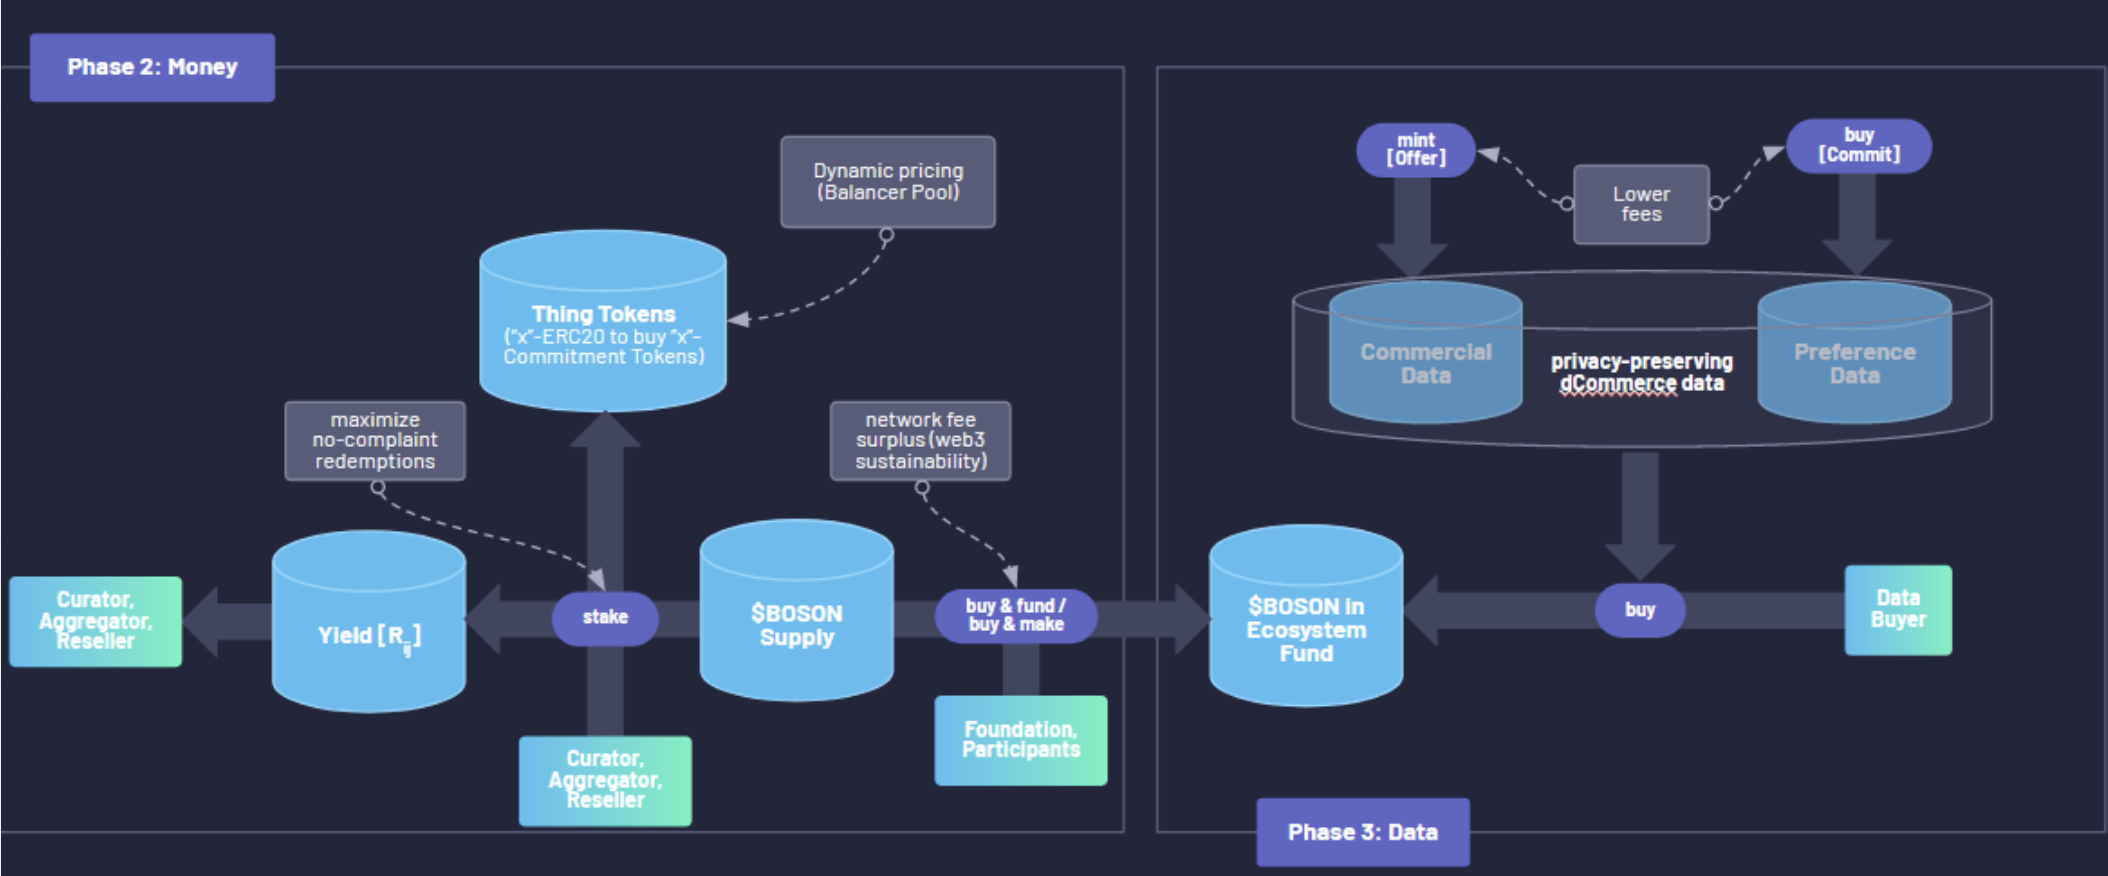 Phase 2: Money
Dynamic pricing
(Balancer Pool)
Thing Tokens
("x"-ERC20 to buy "x"-
Commitment Tokens)
maximize
no-complaint
redemptions
network fee
surplus (web3
sustainability)
Curator,
Aggregator,
Reseller
Yield [R_ij]
stake
$BOSON
Supply
buy & fund /
buy & make
Curator,
Aggregator,
Reseller
Foundation,
Participants
mint
[Offer]
buy
[Commit]
Lower
fees
Commercial
Data
privacy-preserving
dCommerce data
Preference
Data
$BOSON in
Ecosystem
Fund
buy
Data
Buyer
Phase 3: Data